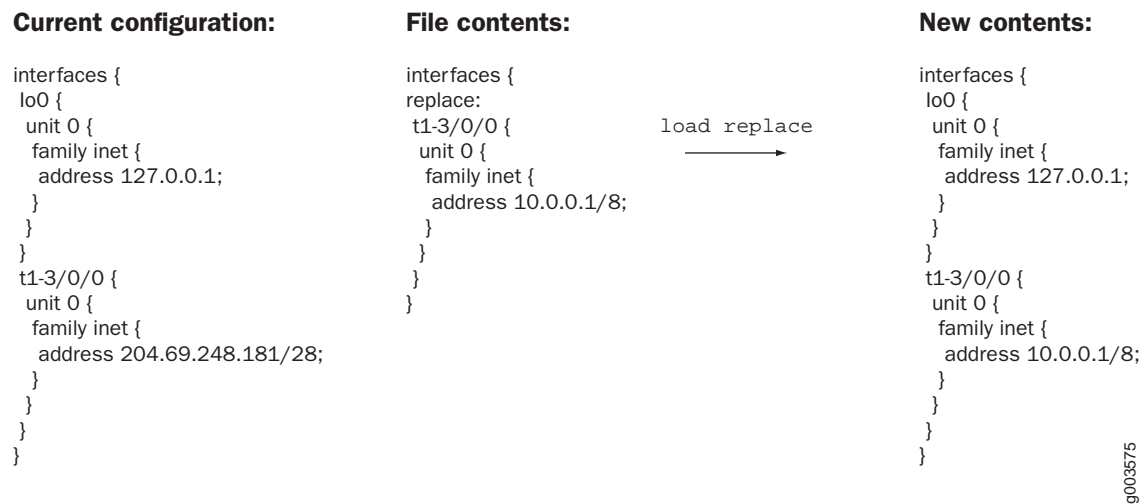 Current configuration:
interfaces {
lo0 {
unit 0 {
family inet {
address 127.0.0.1;
}
}
}
t1-3/0/0 {
unit 0 {
family inet {
address 204.69.248.181/28;
}
}
}
}
File contents:
interfaces {
replace:
t1-3/0/0 {
unit 0 {
family inet {
address 10.0.0.1/8;
}
}
}
}
load replace
New contents:
interfaces {
lo0 {
unit 0 {
family inet {
address 127.0.0.1;
}
}
}
t1-3/0/0 {
unit 0 {
family inet {
address 10.0.0.1/8;
}
}
}
}
g003575